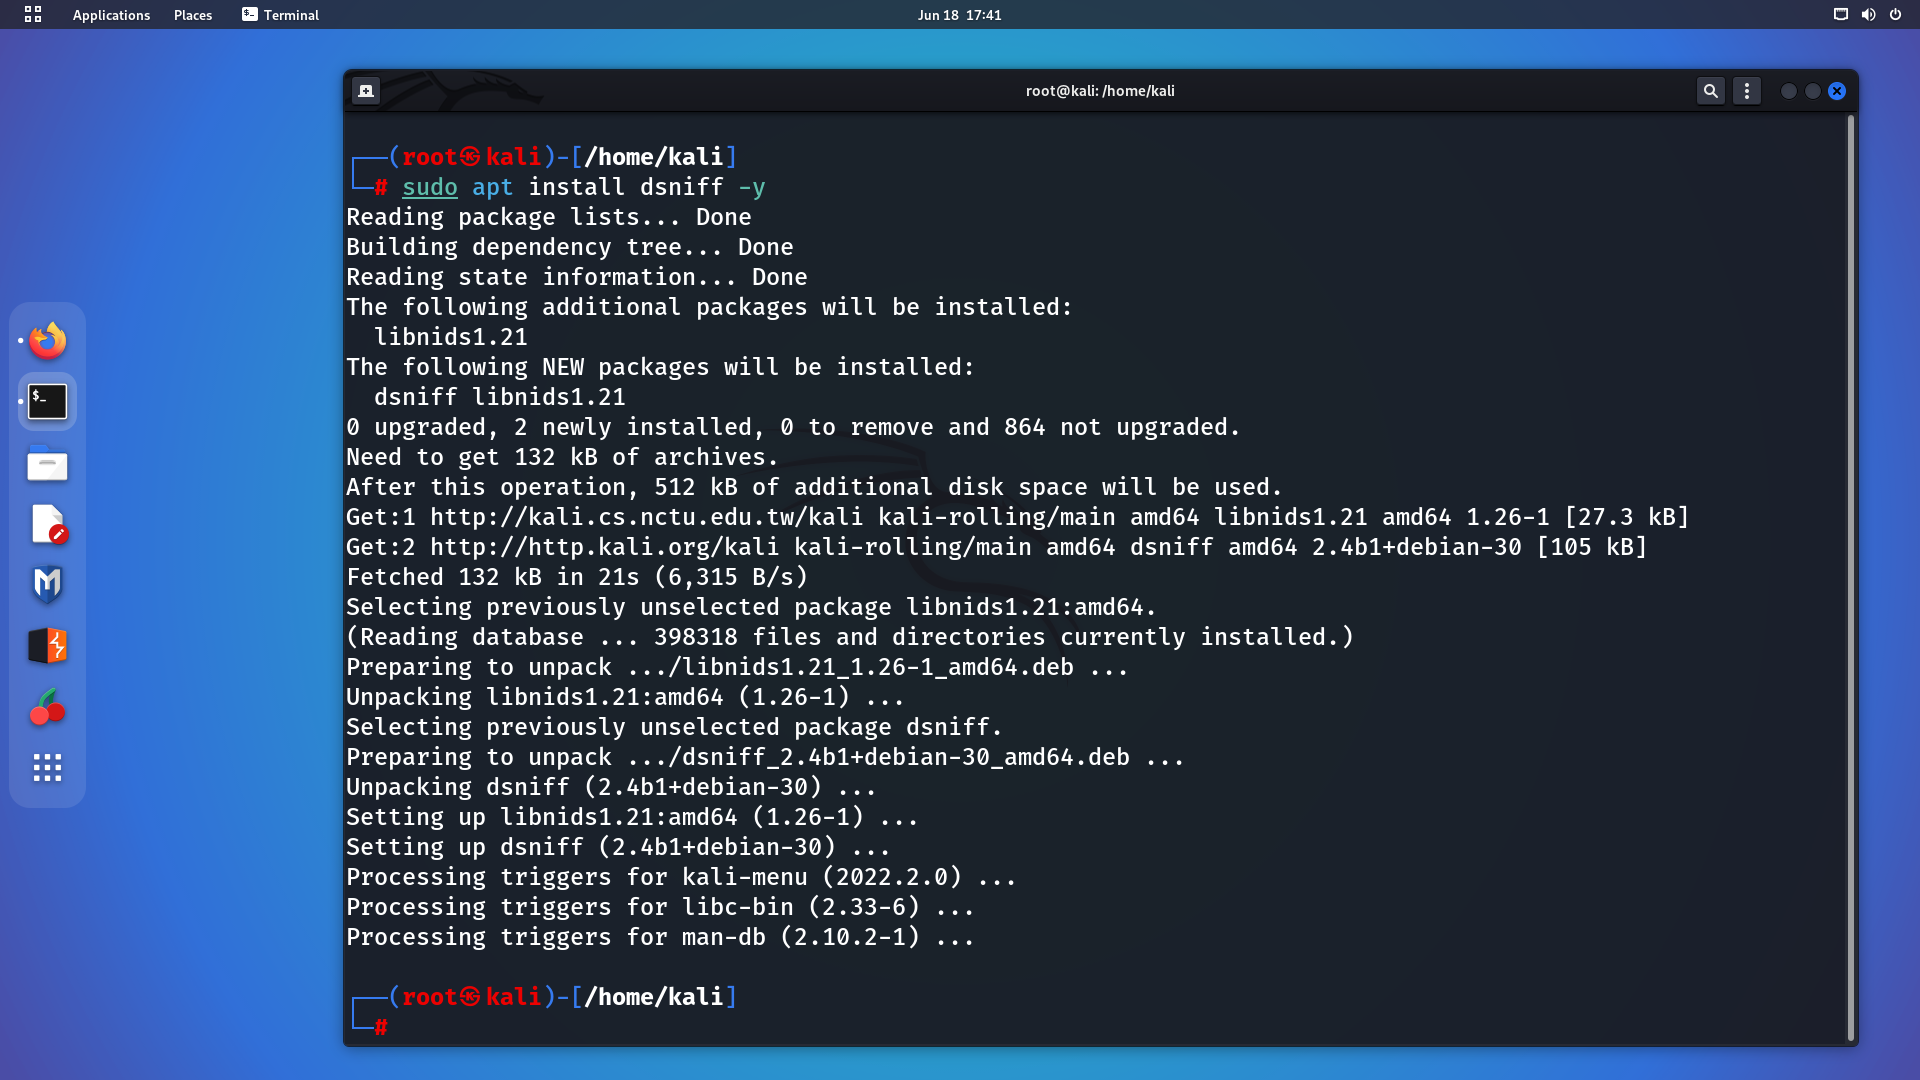 Applications Places Terminal Jun 18 17:41
root@kali: /home/kali
(root㉿kali)-[/home/kali]
# sudo apt install dsniff -y
Reading package lists... Done
Building dependency tree... Done
Reading state information... Done
The following additional packages will be installed:
  libnids1.21
The following NEW packages will be installed:
  dsniff libnids1.21
0 upgraded, 2 newly installed, 0 to remove and 864 not upgraded.
Need to get 132 kB of archives.
After this operation, 512 kB of additional disk space will be used.
Get:1 http://kali.cs.nctu.edu.tw/kali kali-rolling/main amd64 libnids1.21 amd64 1.26-1 [27.3 kB]
Get:2 http://http.kali.org/kali kali-rolling/main amd64 dsniff amd64 2.4b1+debian-30 [105 kB]
Fetched 132 kB in 21s (6,315 B/s)
Selecting previously unselected package libnids1.21:amd64.
(Reading database ... 398318 files and directories currently installed.)
Preparing to unpack .../libnids1.21_1.26-1_amd64.deb ...
Unpacking libnids1.21:amd64 (1.26-1) ...
Selecting previously unselected package dsniff.
Preparing to unpack .../dsniff_2.4b1+debian-30_amd64.deb ...
Unpacking dsniff (2.4b1+debian-30) ...
Setting up libnids1.21:amd64 (1.26-1) ...
Setting up dsniff (2.4b1+debian-30) ...
Processing triggers for kali-menu (2022.2.0) ...
Processing triggers for libc-bin (2.33-6) ...
Processing triggers for man-db (2.10.2-1) ...
(root㉿kali)-[/home/kali]
#